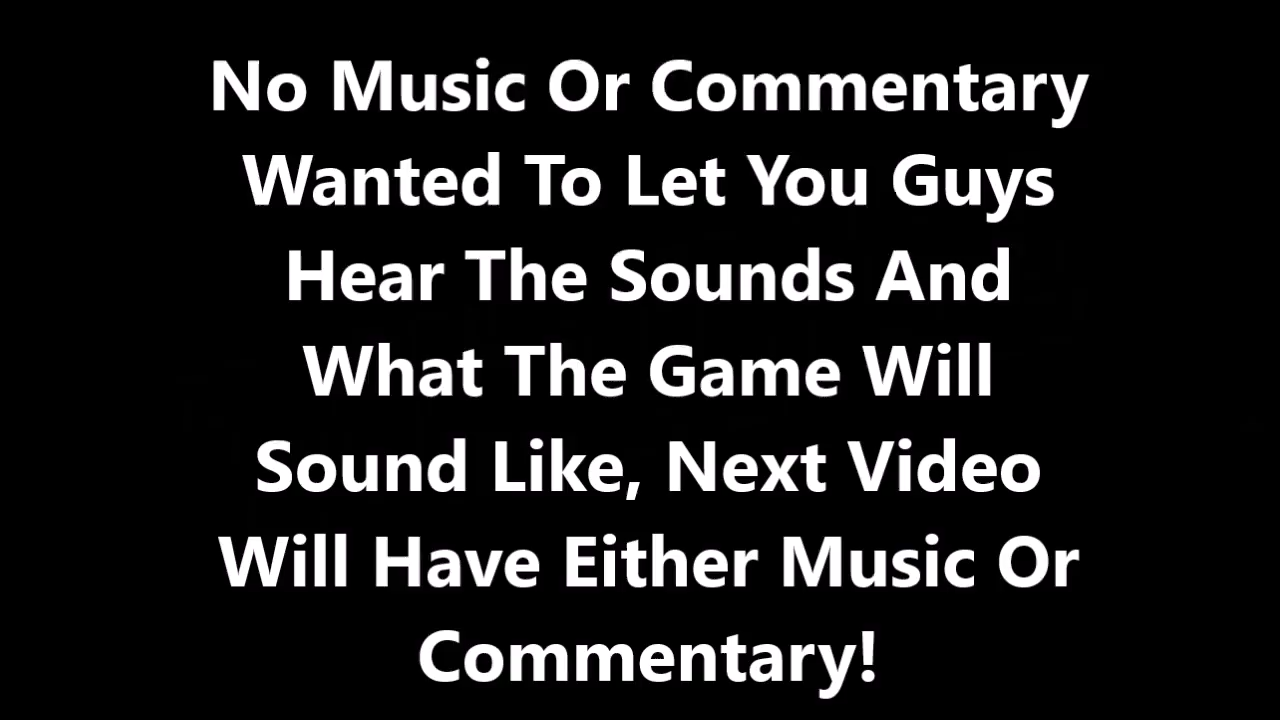 No Music Or Commentary
Wanted To Let You Guys
Hear The Sounds And
What The Game Will
Sound Like, Next Video
Will Have Either Music Or
Commentary!